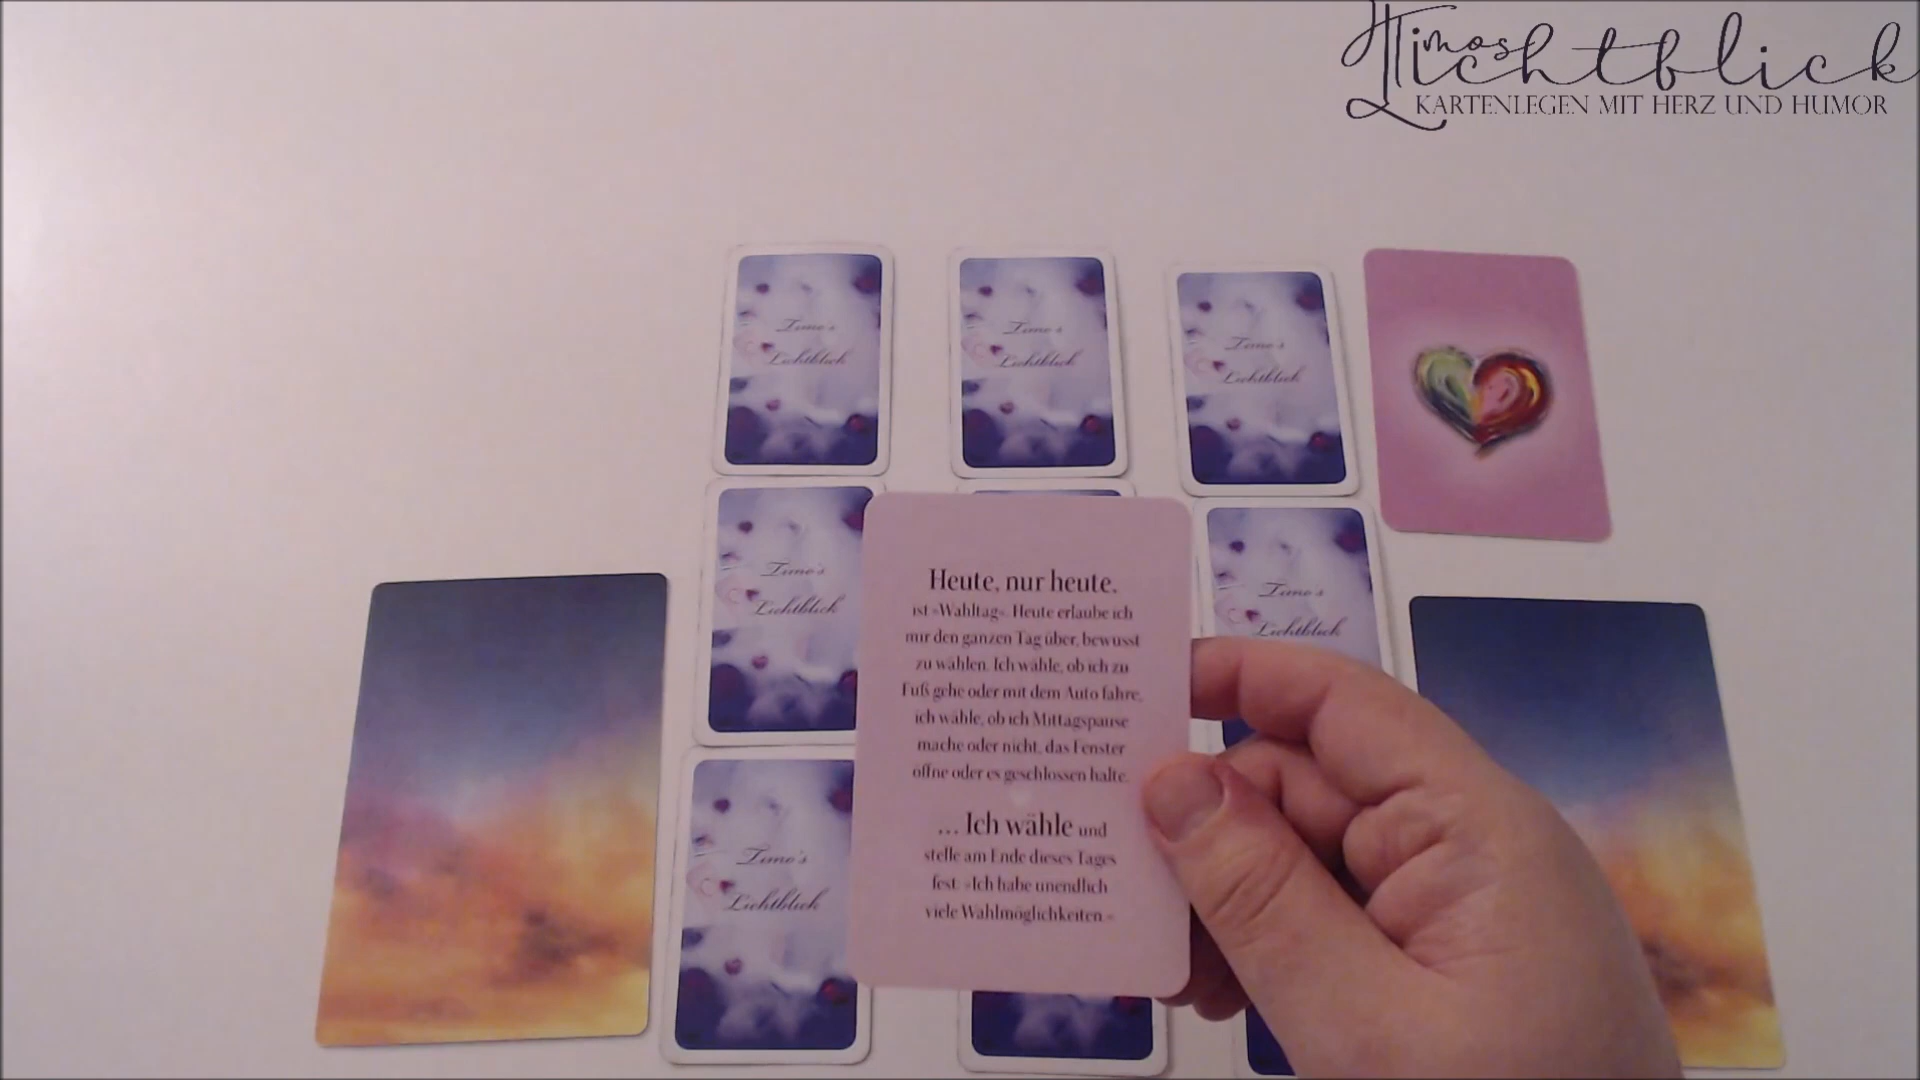 Timos
Lichtblick
KARTENLEGEN MIT HERZ UND HUMOR
Timo's
Lichtblick
Timo's
Lichtblick
Timo's
Lichtblick
Timo's
Lichtblick
Timo's
Lichtblick
Timo's
Lichtblick
Heute, nur heute,
ist »Wahltag«. Heute erlaube ich
mir den ganzen Tag über, bewusst
zu wählen. Ich wähle, ob ich zu
Fuß gehe oder mit dem Auto fahre,
ich wähle, ob ich Mittagspause
mache oder nicht, das Fenster
öffne oder es geschlossen halte.
... Ich wähle und
stelle am Ende dieses Tages
fest: »Ich habe unendlich
viele Wahlmöglichkeiten.«